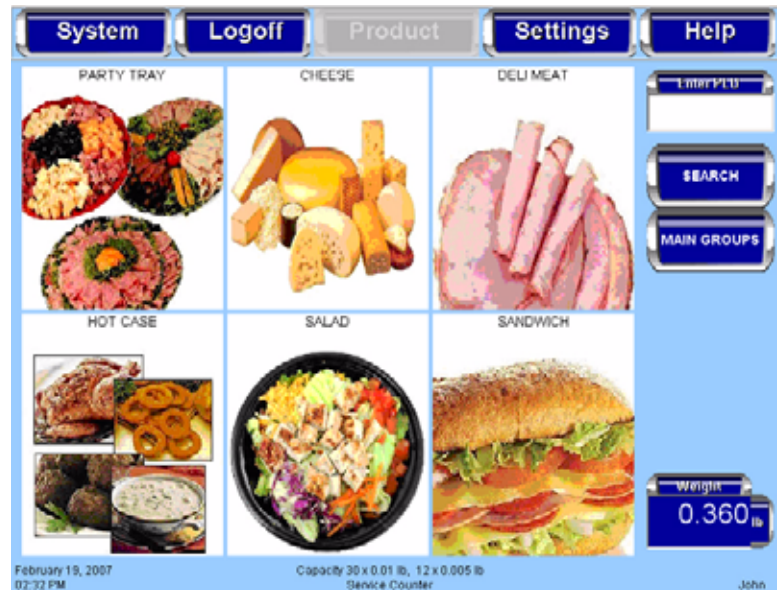 System Logoff Product Settings Help
PARTY TRAY CHEESE DELI MEAT
Enter PLU
SEARCH
MAIN GROUPS
HOT CASE SALAD SANDWICH
Weight
0.360 lb
February 19, 2007 Capacity 30 x 0.01 lb, 12 x 0.005 lb
02:32 PM Service Counter John